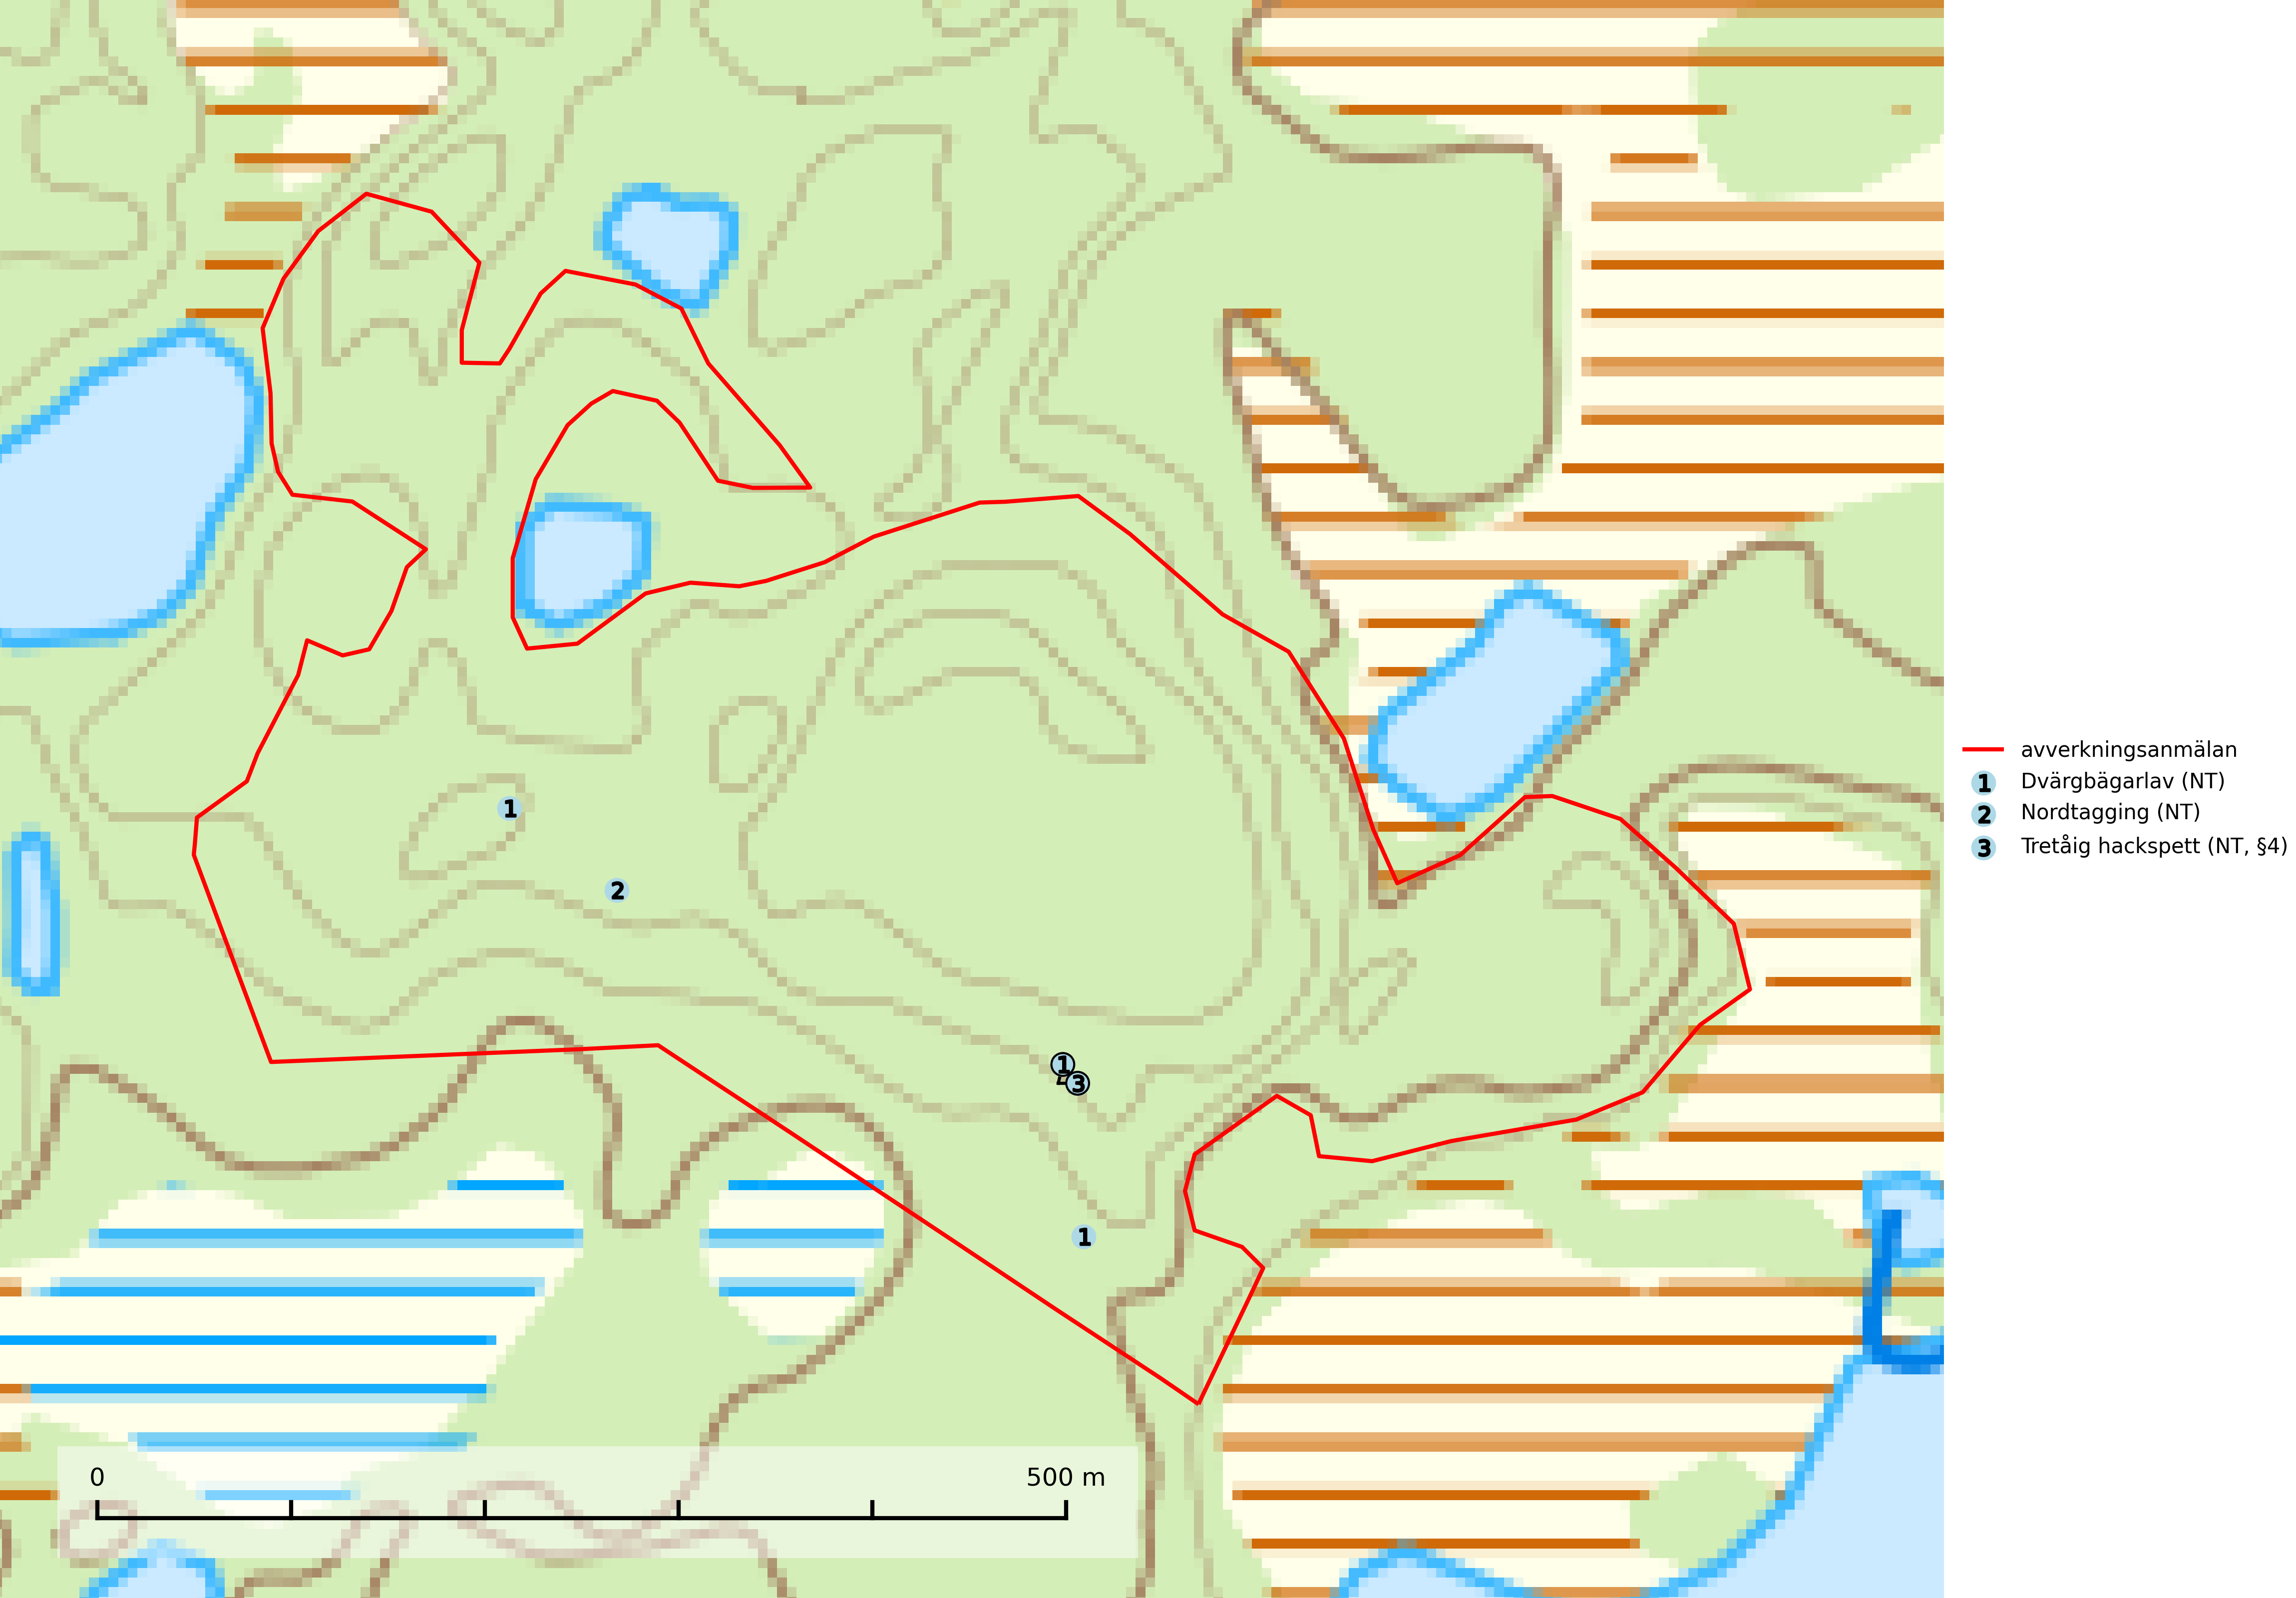 avverkningsanmälan
1 Dvärgbägarlav (NT)
2 Nordtagging (NT)
3 Tretåig hackspett (NT, §4)
1
2
1
3
1
0 500 m